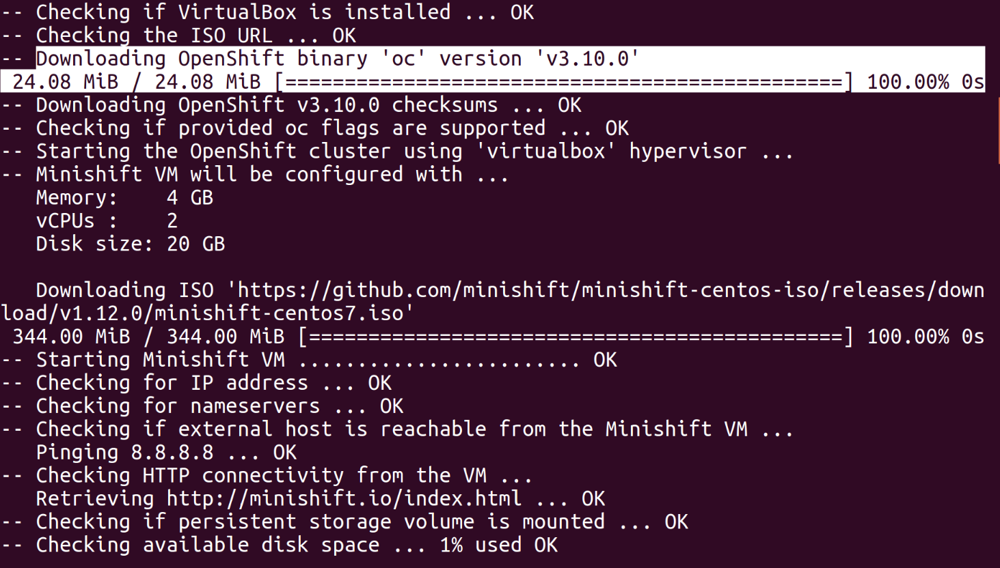 -- Checking if VirtualBox is installed ... OK
-- Checking the ISO URL ... OK
-- Downloading OpenShift binary 'oc' version 'v3.10.0'
 24.08 MiB / 24.08 MiB [===============================================] 100.00% 0s
-- Downloading OpenShift v3.10.0 checksums ... OK
-- Checking if provided oc flags are supported ... OK
-- Starting the OpenShift cluster using 'virtualbox' hypervisor ...
-- Minishift VM will be configured with ...
   Memory:    4 GB
   vCPUs :    2
   Disk size: 20 GB

   Downloading ISO 'https://github.com/minishift/minishift-centos-iso/releases/down
load/v1.12.0/minishift-centos7.iso'
 344.00 MiB / 344.00 MiB [=============================================] 100.00% 0s
-- Starting Minishift VM ........................ OK
-- Checking for IP address ... OK
-- Checking for nameservers ... OK
-- Checking if external host is reachable from the Minishift VM ...
   Pinging 8.8.8.8 ... OK
-- Checking HTTP connectivity from the VM ...
   Retrieving http://minishift.io/index.html ... OK
-- Checking if persistent storage volume is mounted ... OK
-- Checking available disk space ... 1% used OK